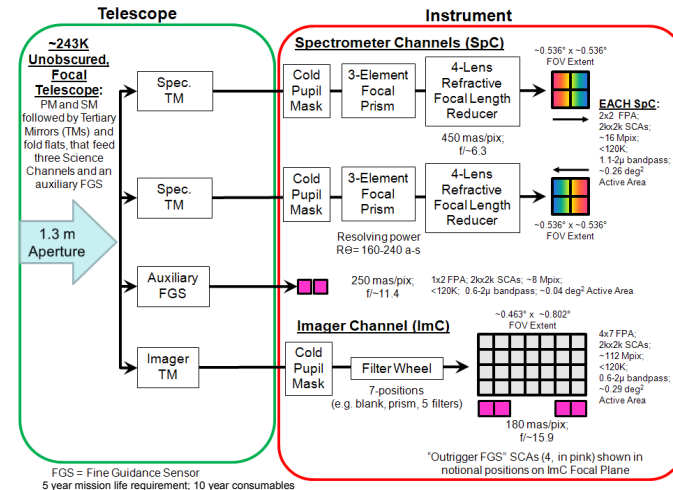 Telescope
Instrument
~243K
Unobscured,
Focal
Telescope:
PM and SM
followed by Tertiary
Mirrors (TMs) and
fold flats, that feed
three Science
Channels and an
auxiliary FGS
1.3 m
Aperture
Spec.
TM
Spec.
TM
Auxiliary
FGS
Imager
TM
Spectrometer Channels (SpC)
Cold
Pupil
Mask
3-Element
Focal
Prism
4-Lens
Refractive
Focal Length
Reducer
450 mas/pix;
f/~6.3
~0.536° x ~0.536°
FOV Extent
EACH SpC:
2x2 FPA;
2kx2k SCAs;
~16 Mpix;
<120K;
1.1-2µ bandpass;
~0.26 deg²
Active Area
Cold
Pupil
Mask
3-Element
Focal
Prism
4-Lens
Refractive
Focal Length
Reducer
Resolving power
RΘ= 160-240 a-s
~0.536° x ~0.536°
FOV Extent
250 mas/pix;
f/~11.4
1x2 FPA; 2kx2k SCAs; ~8 Mpix;
<120K; 0.6-2µ bandpass; ~0.04 deg² Active Area
Imager Channel (ImC)
Cold
Pupil
Mask
Filter Wheel
7-positions
(e.g. blank, prism, 5 filters)
~0.463° x ~0.802°
FOV Extent
4x7 FPA;
2kx2k SCAs;
~112 Mpix;
<120K;
0.6-2µ bandpass;
~0.29 deg²
Active Area
180 mas/pix;
f/~15.9
"Outrigger FGS" SCAs (4, in pink) shown in
notional positions on ImC Focal Plane
FGS = Fine Guidance Sensor
5 year mission life requirement; 10 year consumables